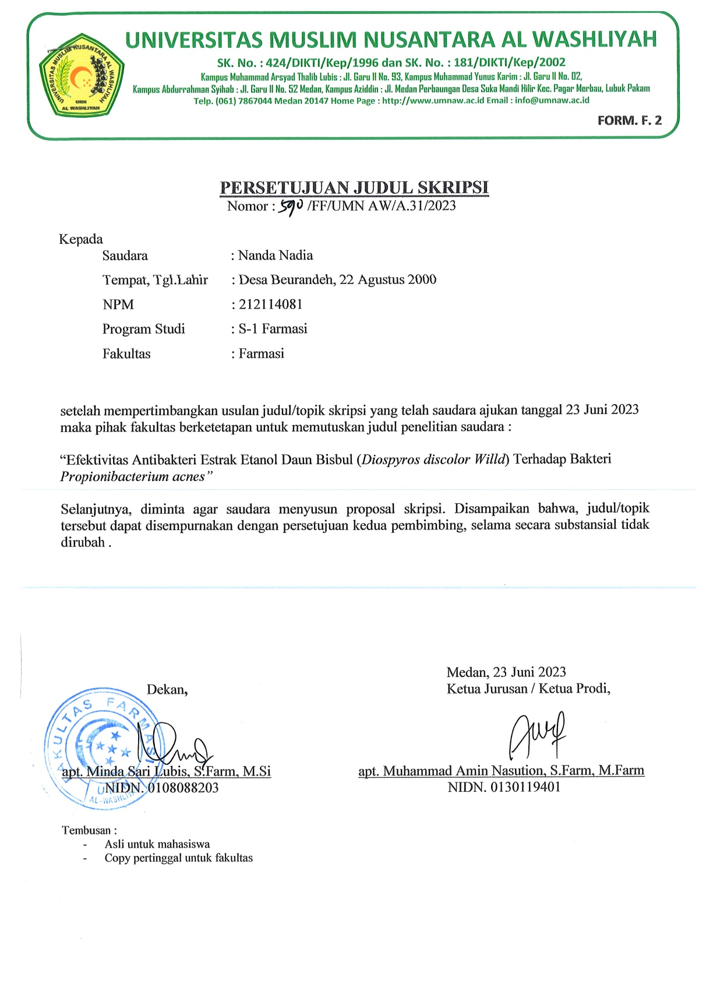 UNIVERSITAS MUSLIM NUSANTARA AL WASHLIYAH
SK. No. : 424/DIKTI/Kep/1996 dan SK. No. : 181/DIKTI/Kep/2002
Kampus Muhammad Arsyad Thalib Lubis : Jl. Garu II No. 93, Kampus Muhammad Yunus Karim : Jl. Garu II No. 02,
Kampus Abdurrahman Syihab : Jl. Garu II No. 52 Medan, Kampus Aziddin : Jl. Medan Perbaungan Desa Suka Mandi Hilir Kec. Pagar Merbau, Lubuk Pakam
Telp. (061) 7867044 Medan 20147 Home Page : http://www.umnaw.ac.id Email : info@umnaw.ac.id
UNIVERSITAS MUSLIM NUSANTARA AL WASHLIYAH
UMN
AL WASHLIYAH
FORM. F. 2
PERSETUJUAN JUDUL SKRIPSI
Nomor : 590 /FF/UMN AW/A.31/2023
Kepada
Saudara : Nanda Nadia
Tempat, Tgl.Lahir : Desa Beurandeh, 22 Agustus 2000
NPM : 212114081
Program Studi : S-1 Farmasi
Fakultas : Farmasi
setelah mempertimbangkan usulan judul/topik skripsi yang telah saudara ajukan tanggal 23 Juni 2023
maka pihak fakultas berketetapan untuk memutuskan judul penelitian saudara :
“Efektivitas Antibakteri Estrak Etanol Daun Bisbul (Diospyros discolor Willd) Terhadap Bakteri
Propionibacterium acnes”
Selanjutnya, diminta agar saudara menyusun proposal skripsi. Disampaikan bahwa, judul/topik
tersebut dapat disempurnakan dengan persetujuan kedua pembimbing, selama secara substansial tidak
dirubah .
Medan, 23 Juni 2023
Dekan, Ketua Jurusan / Ketua Prodi,
FAKULTAS FARMASI
UMN
AL-WASHLIYAH
apt. Minda Sari Lubis, S.Farm, M.Si apt. Muhammad Amin Nasution, S.Farm, M.Farm
NIDN. 0108088203 NIDN. 0130119401
Tembusan :
- Asli untuk mahasiswa
- Copy pertinggal untuk fakultas